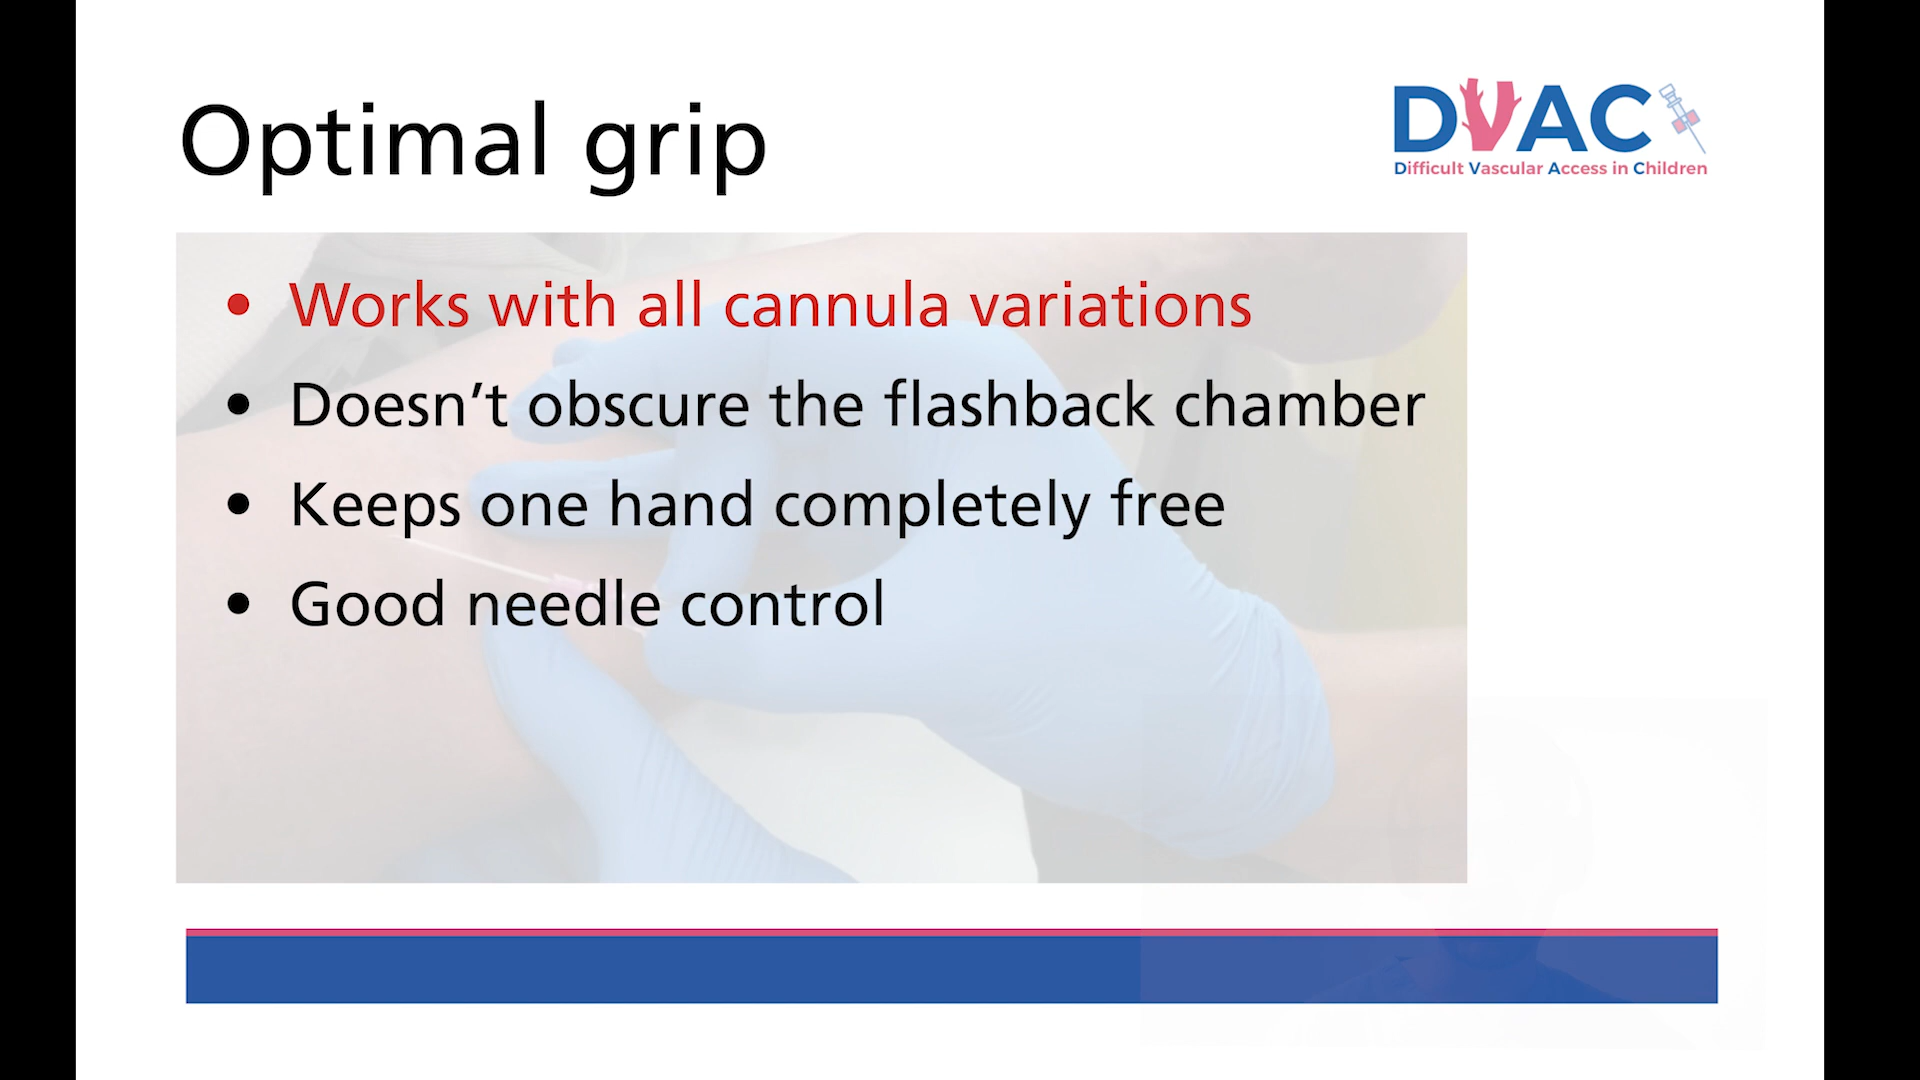 Optimal grip
DVAC
Difficult Vascular Access in Children
• Works with all cannula variations
• Doesn’t obscure the flashback chamber
• Keeps one hand completely free
• Good needle control